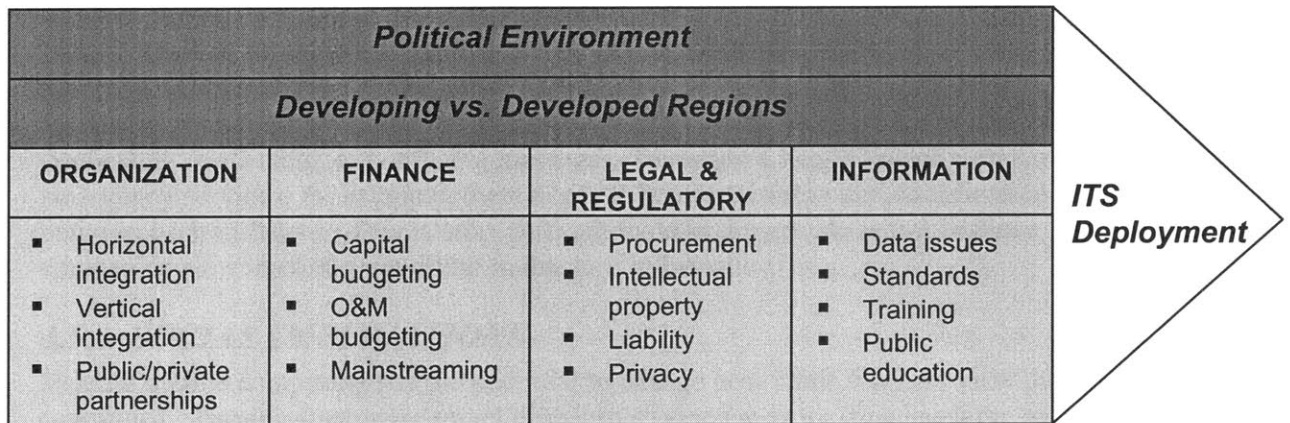 Political Environment
Developing vs. Developed Regions
ORGANIZATION
FINANCE
LEGAL &
REGULATORY
INFORMATION
▪ Horizontal
integration
▪ Vertical
integration
▪ Public/private
partnerships
▪ Capital
budgeting
▪ O&M
budgeting
▪ Mainstreaming
▪ Procurement
▪ Intellectual
property
▪ Liability
▪ Privacy
▪ Data issues
▪ Standards
▪ Training
▪ Public
education
ITS
Deployment